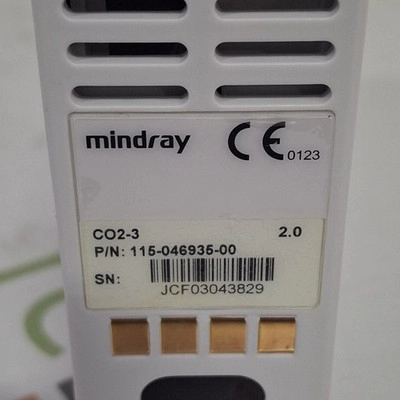 mindray CE 0123
CO2-3 2.0
P/N: 115-046935-00
SN:
JCF03043829